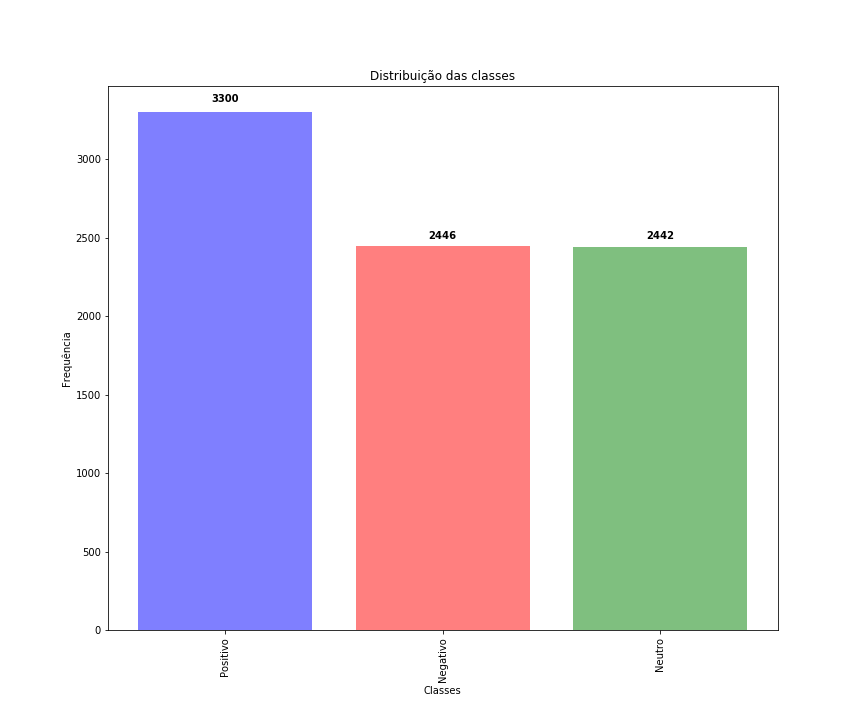 Distribuição das classes
3300
2446
2442
3000
2500
2000
1500
1000
500
0
Frequência
Positivo
Negativo
Neutro
Classes